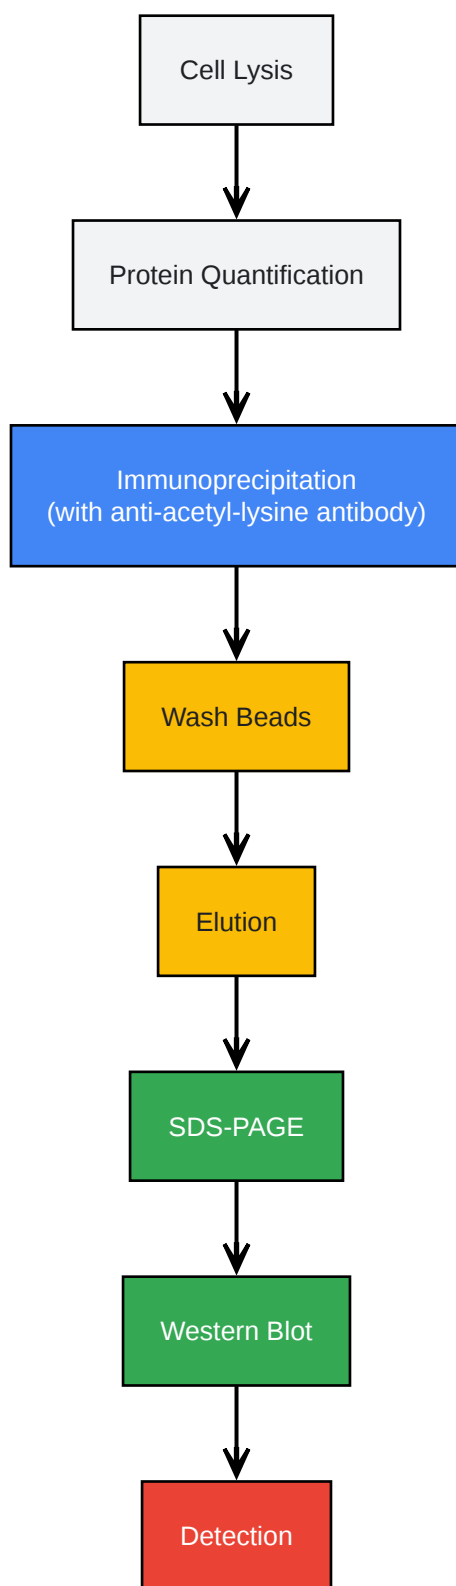 Cell Lysis
Protein Quantification
Immunoprecipitation
(with anti-acetyl-lysine antibody)
Wash Beads
Elution
SDS-PAGE
Western Blot
Detection